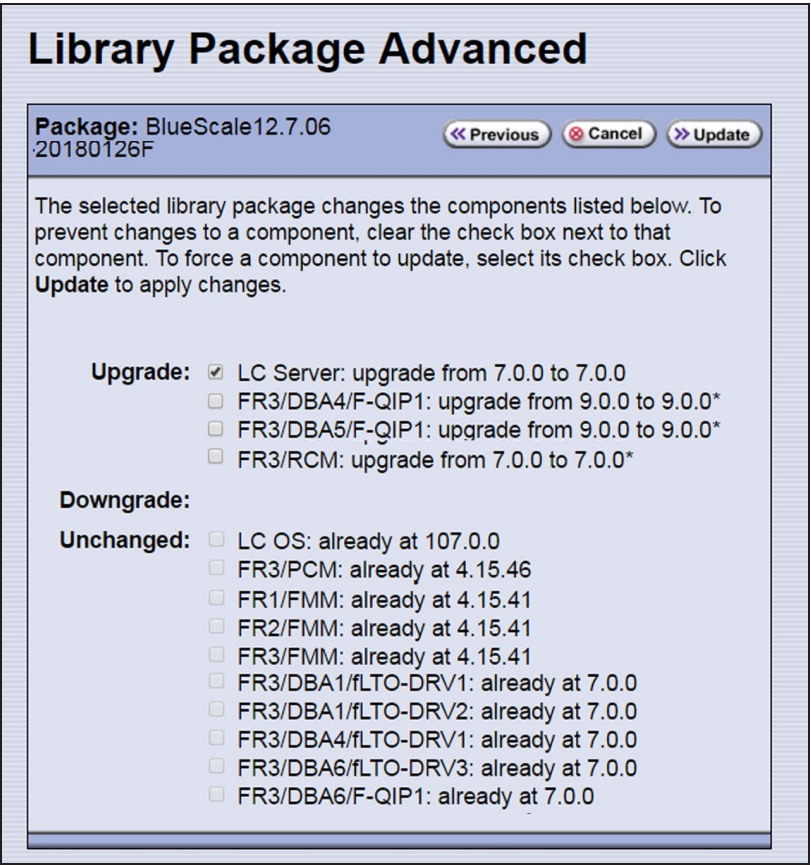 Library Package Advanced
Package: BlueScale12.7.06
-20180126F
Previous
Cancel
Update
The selected library package changes the components listed below. To
prevent changes to a component, clear the check box next to that
component. To force a component to update, select its check box. Click
Update to apply changes.
Upgrade:
LC Server: upgrade from 7.0.0 to 7.0.0
FR3/DBA4/F-QIP1: upgrade from 9.0.0 to 9.0.0*
FR3/DBA5/F-QIP1: upgrade from 9.0.0 to 9.0.0*
FR3/RCM: upgrade from 7.0.0 to 7.0.0*
Downgrade:
Unchanged:
LC OS: already at 107.0.0
FR3/PCM: already at 4.15.46
FR1/FMM: already at 4.15.41
FR2/FMM: already at 4.15.41
FR3/FMM: already at 4.15.41
FR3/DBA1/fLTO-DRV1: already at 7.0.0
FR3/DBA1/fLTO-DRV2: already at 7.0.0
FR3/DBA4/fLTO-DRV1: already at 7.0.0
FR3/DBA6/fLTO-DRV3: already at 7.0.0
FR3/DBA6/F-QIP1: already at 7.0.0